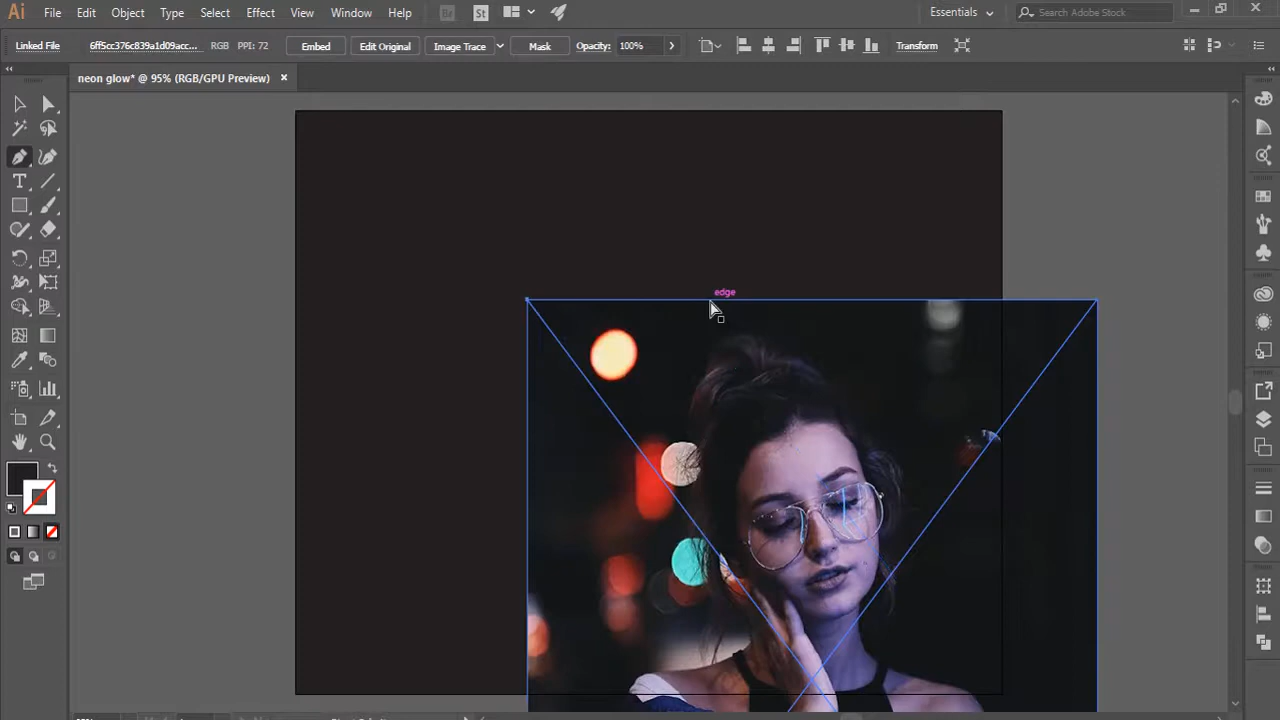 Ai File Edit Object Type Select Effect View Window Help Br St Essentials Search Adobe Stock
Linked File 6ff5cc376c839a1d09acc... RGB PPI: 72 Embed Edit Original Image Trace Mask Opacity: 100% Transform
neon glow* @ 95% (RGB/GPU Preview)
edge